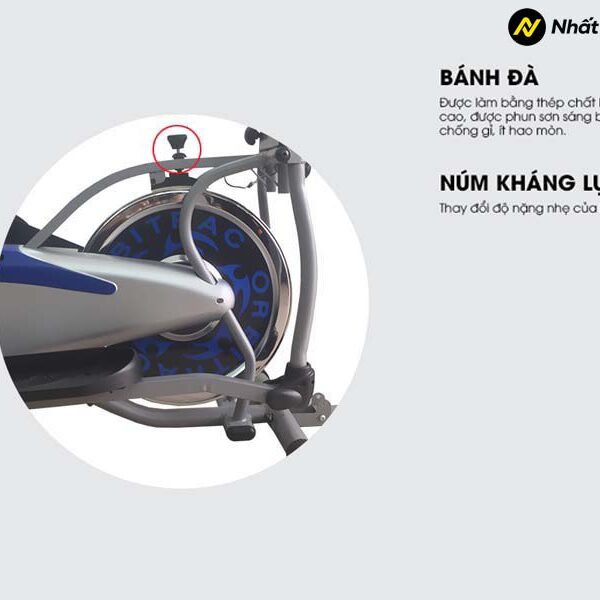 Nhất
BÁNH ĐÀ
Được làm bằng thép chất
cao, được phun sơn sáng
chống gỉ, ít hao mòn.
NÚM KHÁNG
Thay đổi độ nặng nhẹ của
ORBITRAC